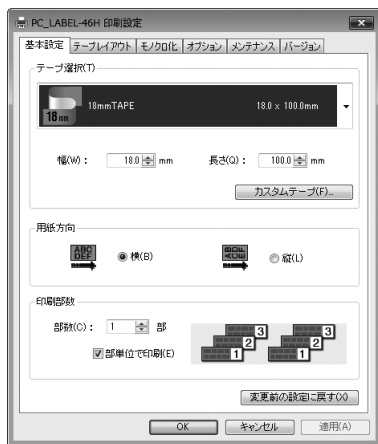 PC_LABEL-46H 印刷設定
基本設定 テープレイアウト モノクロ化 オプション メンテナンス バージョン
テープ選択(T)
18mm 18mmTAPE 18.0 × 100.0mm
幅(W)： 18.0 mm 長さ(Q)： 100.0 mm
カスタムテープ(F)...
用紙方向
ABC DEF 横(B) ABC DEF 縦(L)
印刷部数
部数(C)： 1 部
部単位で印刷(E)
3 3
2 2
1 1
変更前の設定に戻す(X)
OK キャンセル 適用(A)